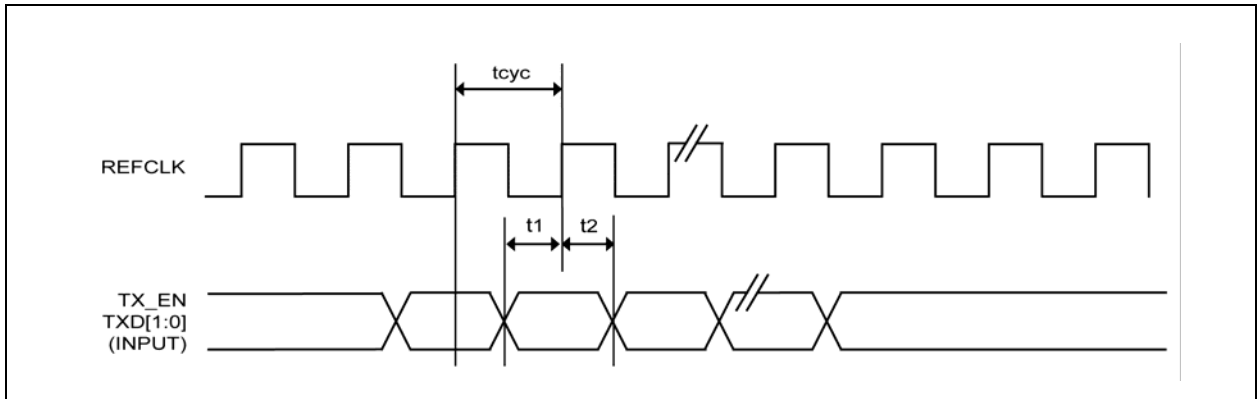 tcyc
REFCLK
t1
t2
TX_EN
TXD[1:0]
(INPUT)